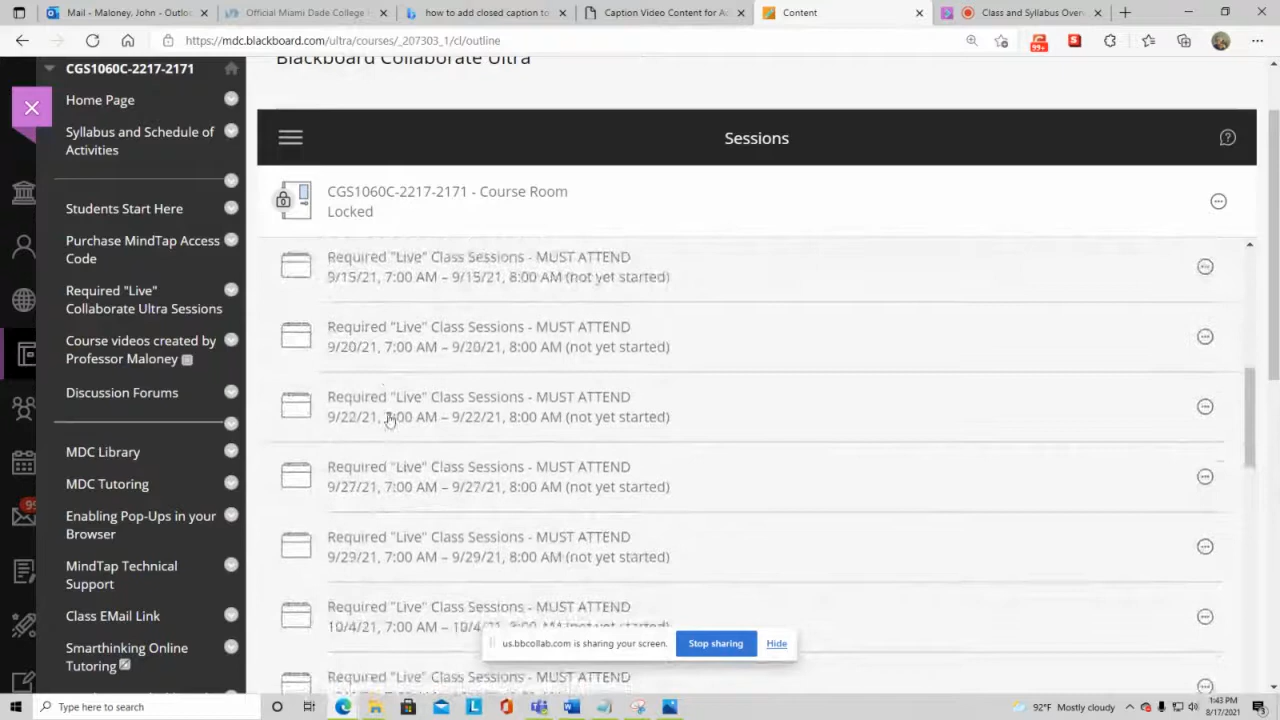 Mail - Maloney, John - Outlo
Official Miami Dade College
how to add closed caption to
Caption Video Content for Ac
Content
Class and Syllabus Over
https://mdc.blackboard.com/ultra/courses/_207303_1/cl/outline
99+
CGS1060C-2217-2171
Home Page
Syllabus and Schedule of
Activities
Students Start Here
Purchase MindTap Access
Code
Required "Live"
Collaborate Ultra Sessions
Course videos created by
Professor Maloney
Discussion Forums
MDC Library
MDC Tutoring
Enabling Pop-Ups in your
Browser
MindTap Technical
Support
Class EMail Link
Smarthinking Online
Tutoring
Blackboard Collaborate Ultra
Sessions
CGS1060C-2217-2171 - Course Room
Locked
Required "Live" Class Sessions - MUST ATTEND
9/15/21, 7:00 AM – 9/15/21, 8:00 AM (not yet started)
Required "Live" Class Sessions - MUST ATTEND
9/20/21, 7:00 AM – 9/20/21, 8:00 AM (not yet started)
Required "Live" Class Sessions - MUST ATTEND
9/22/21, 7:00 AM – 9/22/21, 8:00 AM (not yet started)
Required "Live" Class Sessions - MUST ATTEND
9/27/21, 7:00 AM – 9/27/21, 8:00 AM (not yet started)
Required "Live" Class Sessions - MUST ATTEND
9/29/21, 7:00 AM – 9/29/21, 8:00 AM (not yet started)
Required "Live" Class Sessions - MUST ATTEND
10/4/21, 7:00 AM – 10/4/21,
Required "Live" Class Sessions - MUST ATTEND
us.bbcollab.com is sharing your screen.
Stop sharing
Hide
Type here to search
92°F Mostly cloudy
1:43 PM
8/17/2021